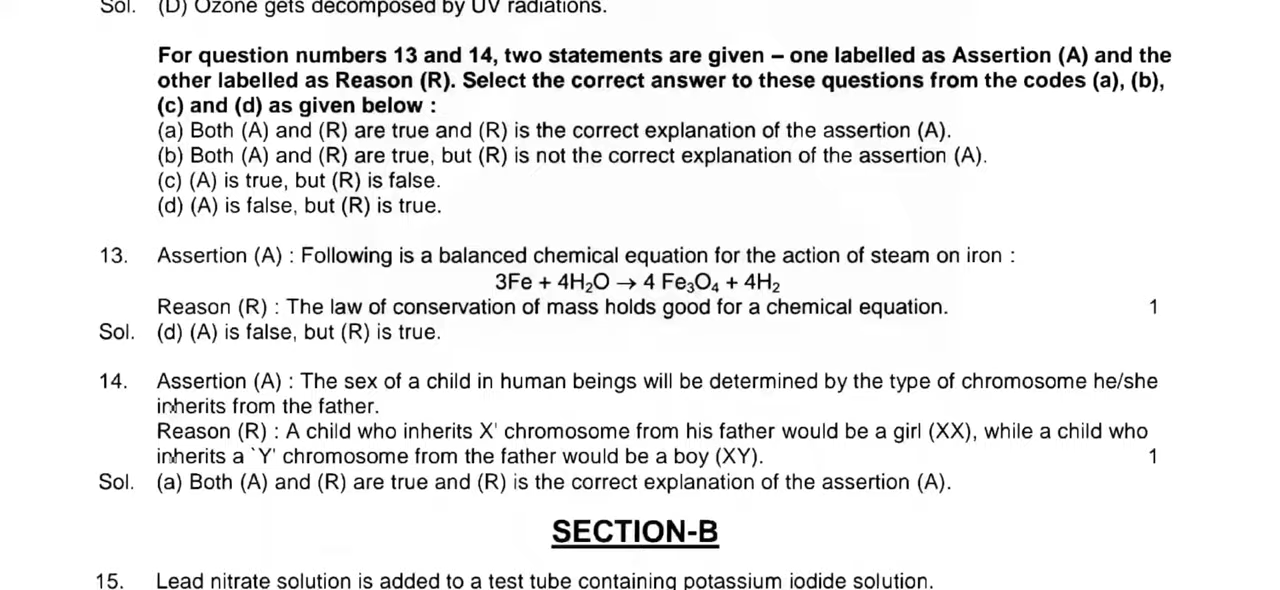 Sol. (D) Ozone gets decomposed by UV radiations.
For question numbers 13 and 14, two statements are given – one labelled as Assertion (A) and the
other labelled as Reason (R). Select the correct answer to these questions from the codes (a), (b),
(c) and (d) as given below :
(a) Both (A) and (R) are true and (R) is the correct explanation of the assertion (A).
(b) Both (A) and (R) are true, but (R) is not the correct explanation of the assertion (A).
(c) (A) is true, but (R) is false.
(d) (A) is false, but (R) is true.
13. Assertion (A) : Following is a balanced chemical equation for the action of steam on iron :
3Fe + 4H₂O → 4 Fe₃O₄ + 4H₂
Reason (R) : The law of conservation of mass holds good for a chemical equation. 1
Sol. (d) (A) is false, but (R) is true.
14. Assertion (A) : The sex of a child in human beings will be determined by the type of chromosome he/she
inherits from the father.
Reason (R) : A child who inherits X' chromosome from his father would be a girl (XX), while a child who
inherits a `Y' chromosome from the father would be a boy (XY). 1
Sol. (a) Both (A) and (R) are true and (R) is the correct explanation of the assertion (A).
SECTION-B
15. Lead nitrate solution is added to a test tube containing potassium iodide solution.